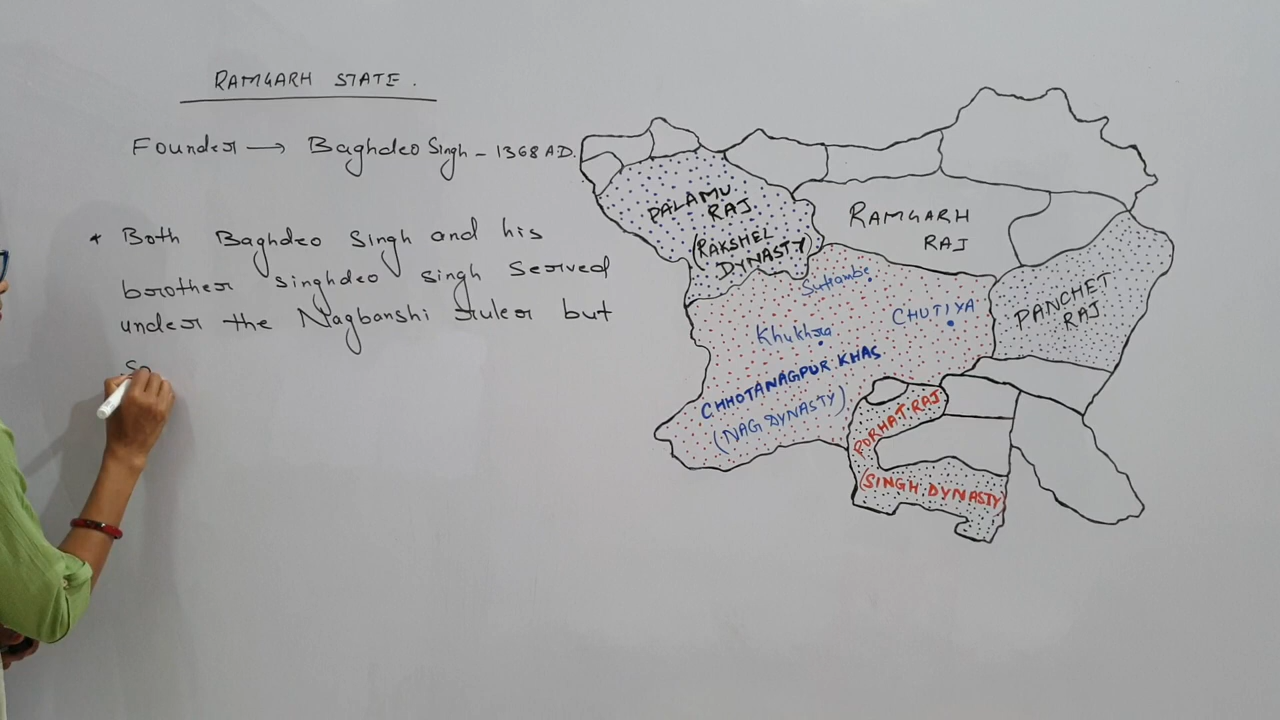 RAMGARH STATE.
Founder → Baghdeo Singh - 1368 A.D.
* Both Baghdeo Singh and his
brother Singhdeo Singh served
under the Nagbanshi ruler but
so
PALAMU
RAJ
(RAKSHEL
DYNASTY)
RAMGARH
RAJ
PANCHET
RAJ
Sutiambe
CHUTIYA
Khukhra
CHHOTANAGPUR KHAS
(NAG DYNASTY)
PORHAT RAJ
(SINGH DYNASTY)